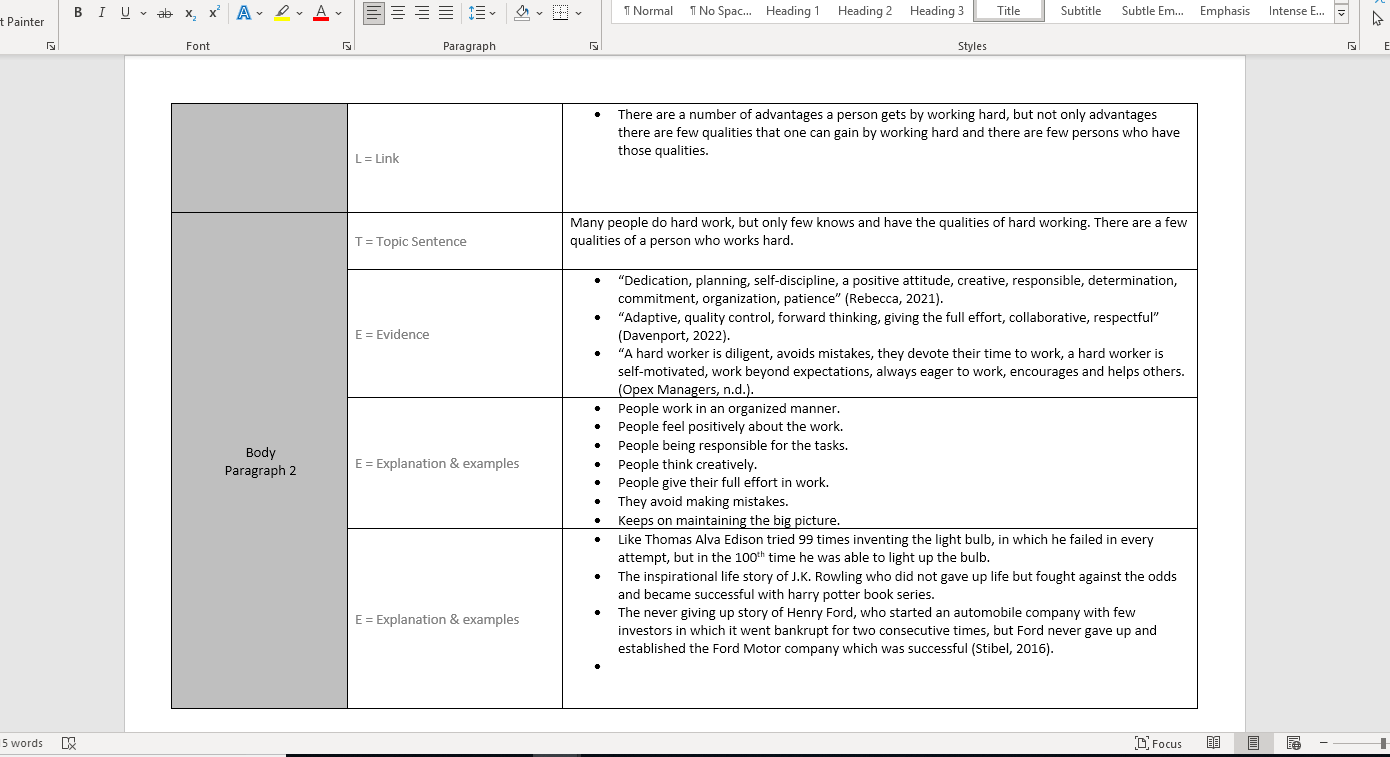 t Painter
B I U ab x₂ x² A A
¶ Normal ¶ No Spac... Heading 1 Heading 2 Heading 3 Title Subtitle Subtle Em... Emphasis Intense E...
Font Paragraph Styles E
L = Link
• There are a number of advantages a person gets by working hard, but not only advantages
there are few qualities that one can gain by working hard and there are few persons who have
those qualities.
T = Topic Sentence
Many people do hard work, but only few knows and have the qualities of hard working. There are a few
qualities of a person who works hard.
E = Evidence
• “Dedication, planning, self-discipline, a positive attitude, creative, responsible, determination,
commitment, organization, patience” (Rebecca, 2021).
• “Adaptive, quality control, forward thinking, giving the full effort, collaborative, respectful”
(Davenport, 2022).
• “A hard worker is diligent, avoids mistakes, they devote their time to work, a hard worker is
self-motivated, work beyond expectations, always eager to work, encourages and helps others.
(Opex Managers, n.d.).
Body
Paragraph 2
E = Explanation & examples
• People work in an organized manner.
• People feel positively about the work.
• People being responsible for the tasks.
• People think creatively.
• People give their full effort in work.
• They avoid making mistakes.
• Keeps on maintaining the big picture.
E = Explanation & examples
• Like Thomas Alva Edison tried 99 times inventing the light bulb, in which he failed in every
attempt, but in the 100th time he was able to light up the bulb.
• The inspirational life story of J.K. Rowling who did not gave up life but fought against the odds
and became successful with harry potter book series.
• The never giving up story of Henry Ford, who started an automobile company with few
investors in which it went bankrupt for two consecutive times, but Ford never gave up and
established the Ford Motor company which was successful (Stibel, 2016).
•
5 words Focus